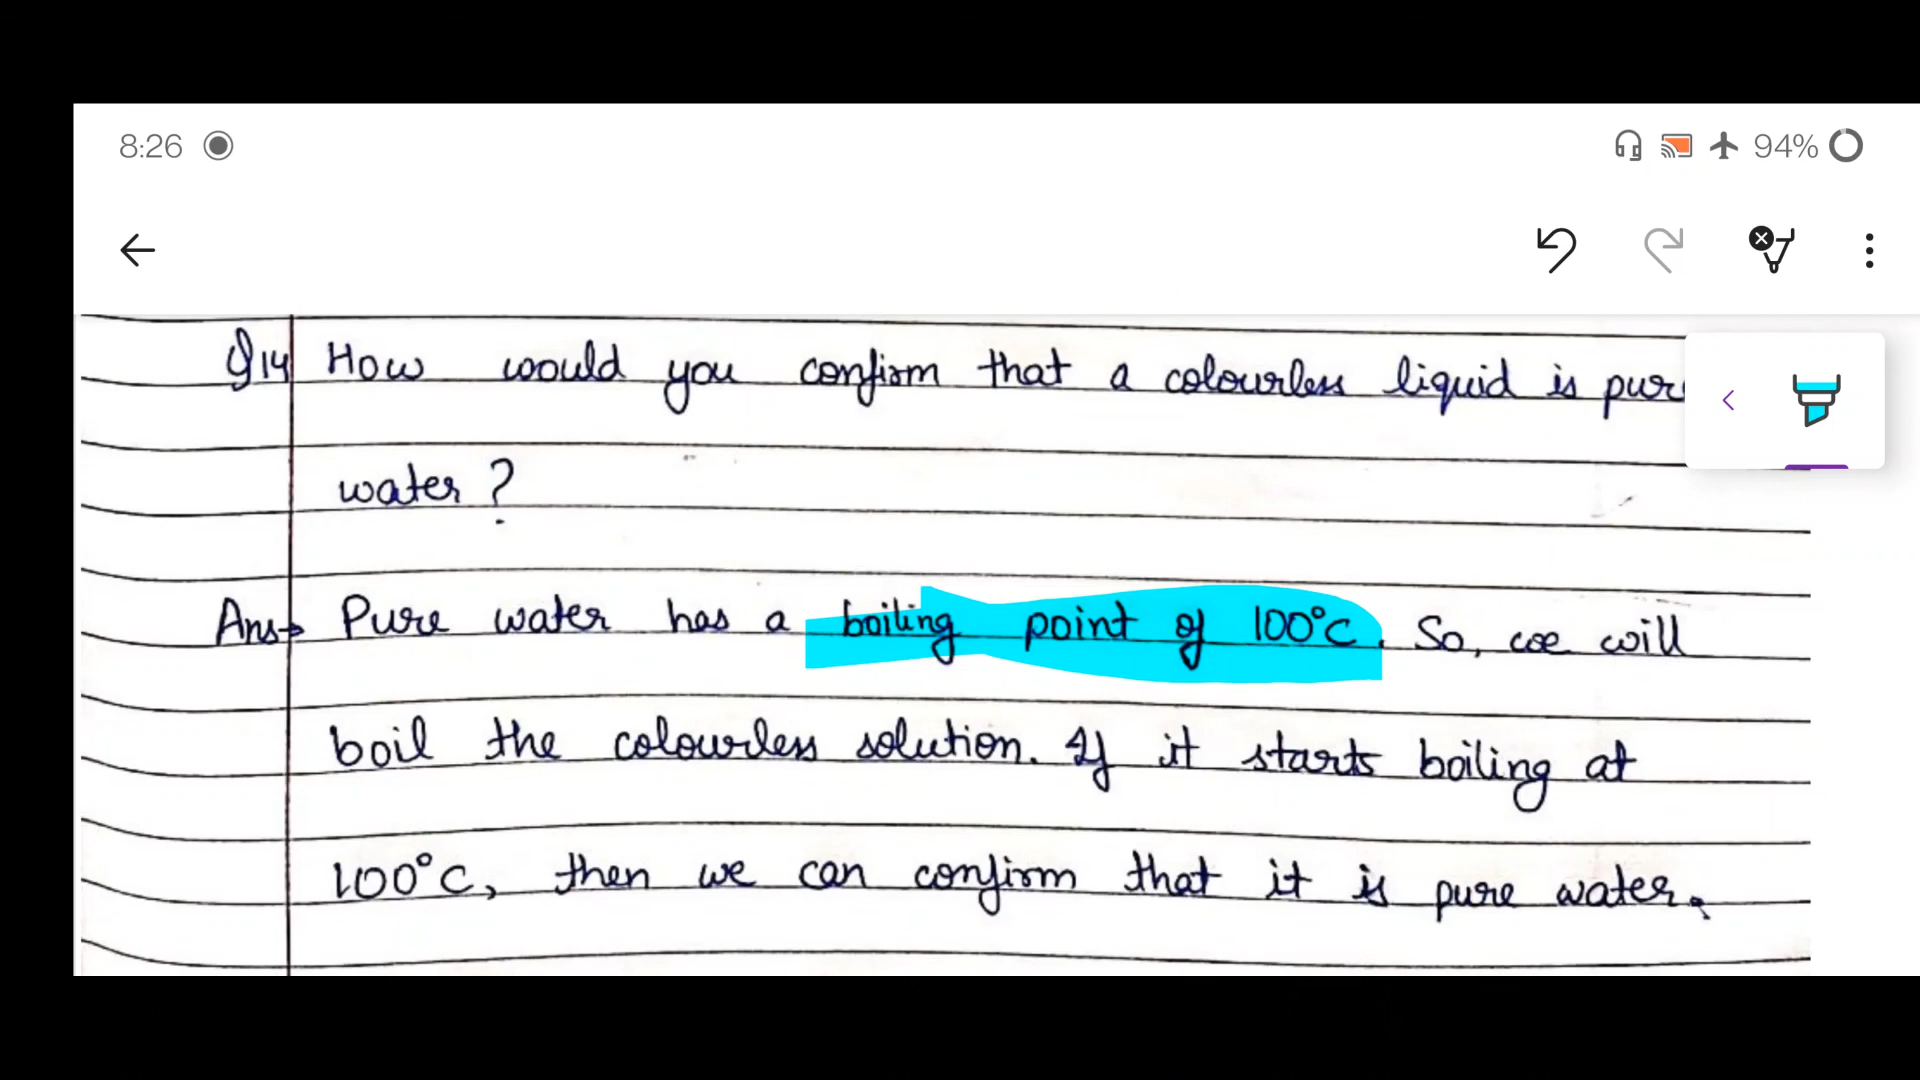 8:26
94%
Q14 How would you confirm that a colourless liquid is pur
water ?
Ans→ Pure water has a boiling point of 100°C. So, we will
boil the colourless solution. If it starts boiling at
100°C, then we can confirm that it is pure water.